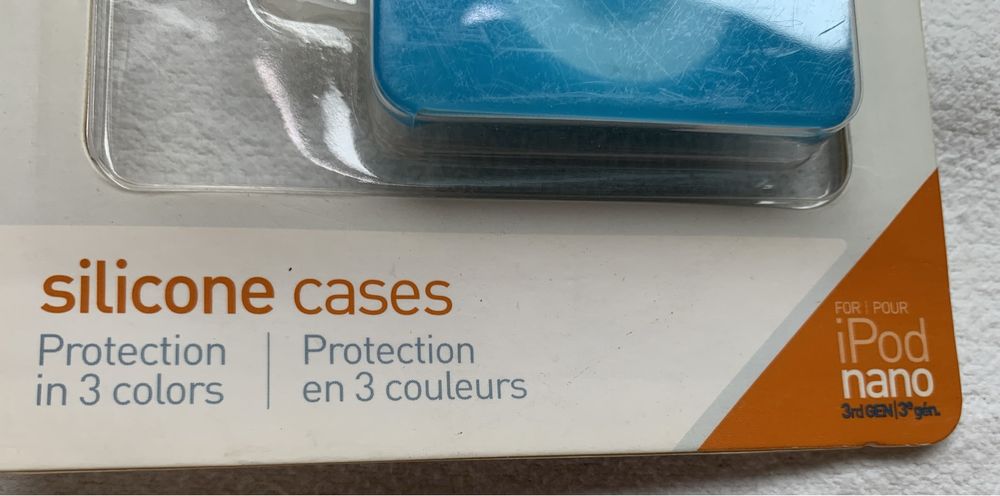 silicone cases
Protection
in 3 colors
Protection
en 3 couleurs
FOR | POUR
iPod
nano
3rd GEN | 3e gén.